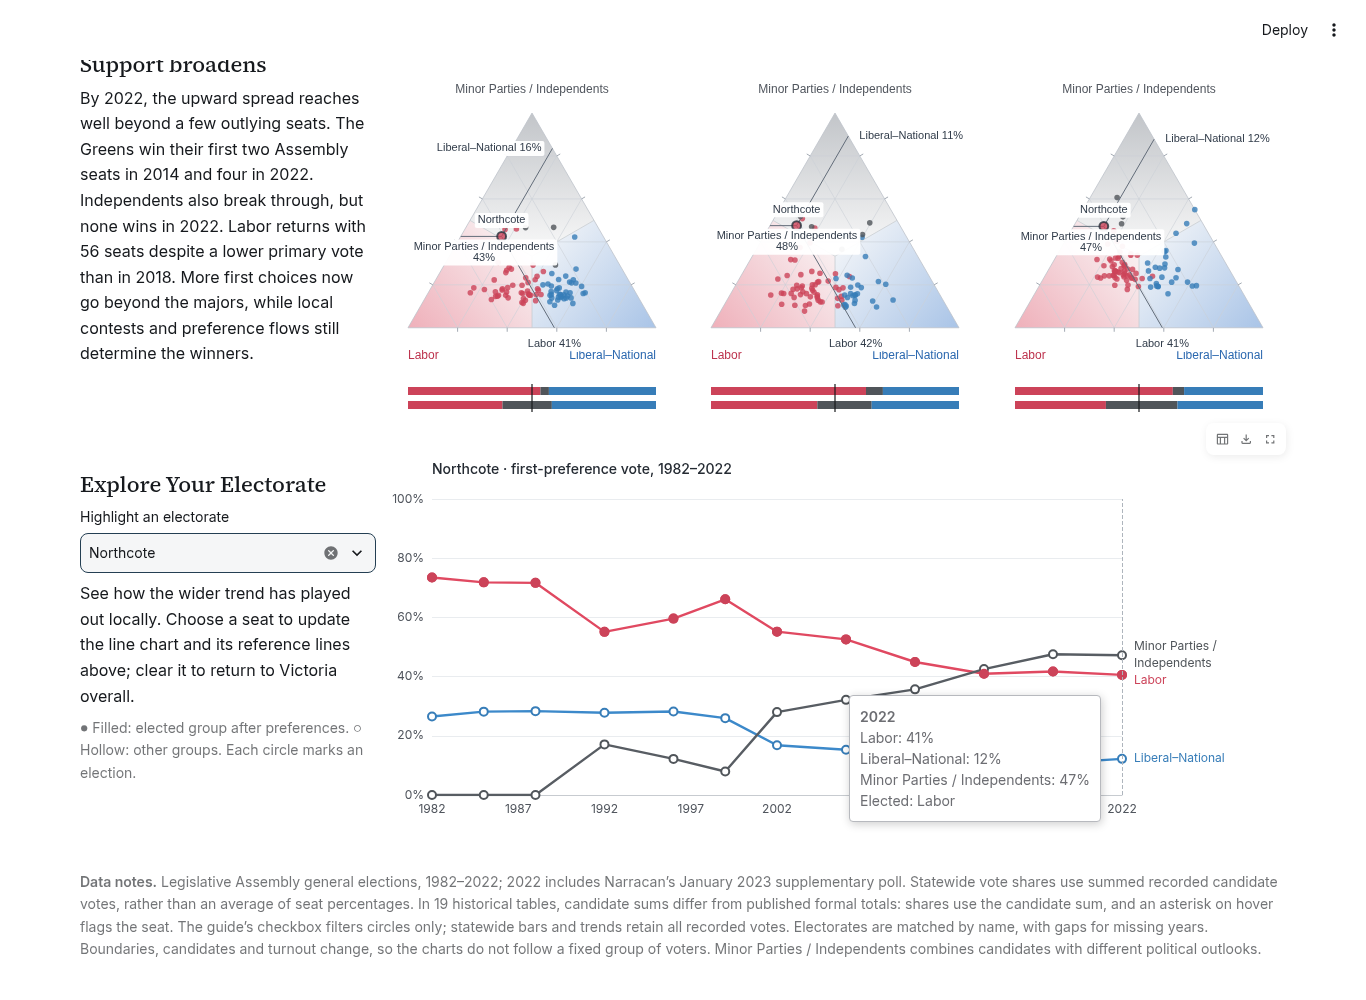 Deploy
Support broadens
By 2022, the upward spread reaches
well beyond a few outlying seats. The
Greens win their first two Assembly
seats in 2014 and four in 2022.
Independents also break through, but
none wins in 2022. Labor returns with
56 seats despite a lower primary vote
than in 2018. More first choices now
go beyond the majors, while local
contests and preference flows still
determine the winners.
Minor Parties / Independents
Liberal–National 16%
Northcote
Minor Parties / Independents
43%
Labor 41%
Labor
Liberal–National
Minor Parties / Independents
Liberal–National 11%
Northcote
Minor Parties / Independents
48%
Labor 42%
Labor
Liberal–National
Minor Parties / Independents
Liberal–National 12%
Northcote
Minor Parties / Independents
47%
Labor 41%
Labor
Liberal–National
Explore Your Electorate
Highlight an electorate
Northcote
See how the wider trend has played
out locally. Choose a seat to update
the line chart and its reference lines
above; clear it to return to Victoria
overall.
● Filled: elected group after preferences. ○
Hollow: other groups. Each circle marks an
election.
Northcote · first-preference vote, 1982–2022
100%
80%
60%
40%
20%
0%
1982
1987
1992
1997
2002
2022
Minor Parties /
Independents
Labor
Liberal–National
2022
Labor: 41%
Liberal–National: 12%
Minor Parties / Independents: 47%
Elected: Labor
Data notes. Legislative Assembly general elections, 1982–2022; 2022 includes Narracan’s January 2023 supplementary poll. Statewide vote shares use summed recorded candidate
votes, rather than an average of seat percentages. In 19 historical tables, candidate sums differ from published formal totals: shares use the candidate sum, and an asterisk on hover
flags the seat. The guide’s checkbox filters circles only; statewide bars and trends retain all recorded votes. Electorates are matched by name, with gaps for missing years.
Boundaries, candidates and turnout change, so the charts do not follow a fixed group of voters. Minor Parties / Independents combines candidates with different political outlooks.